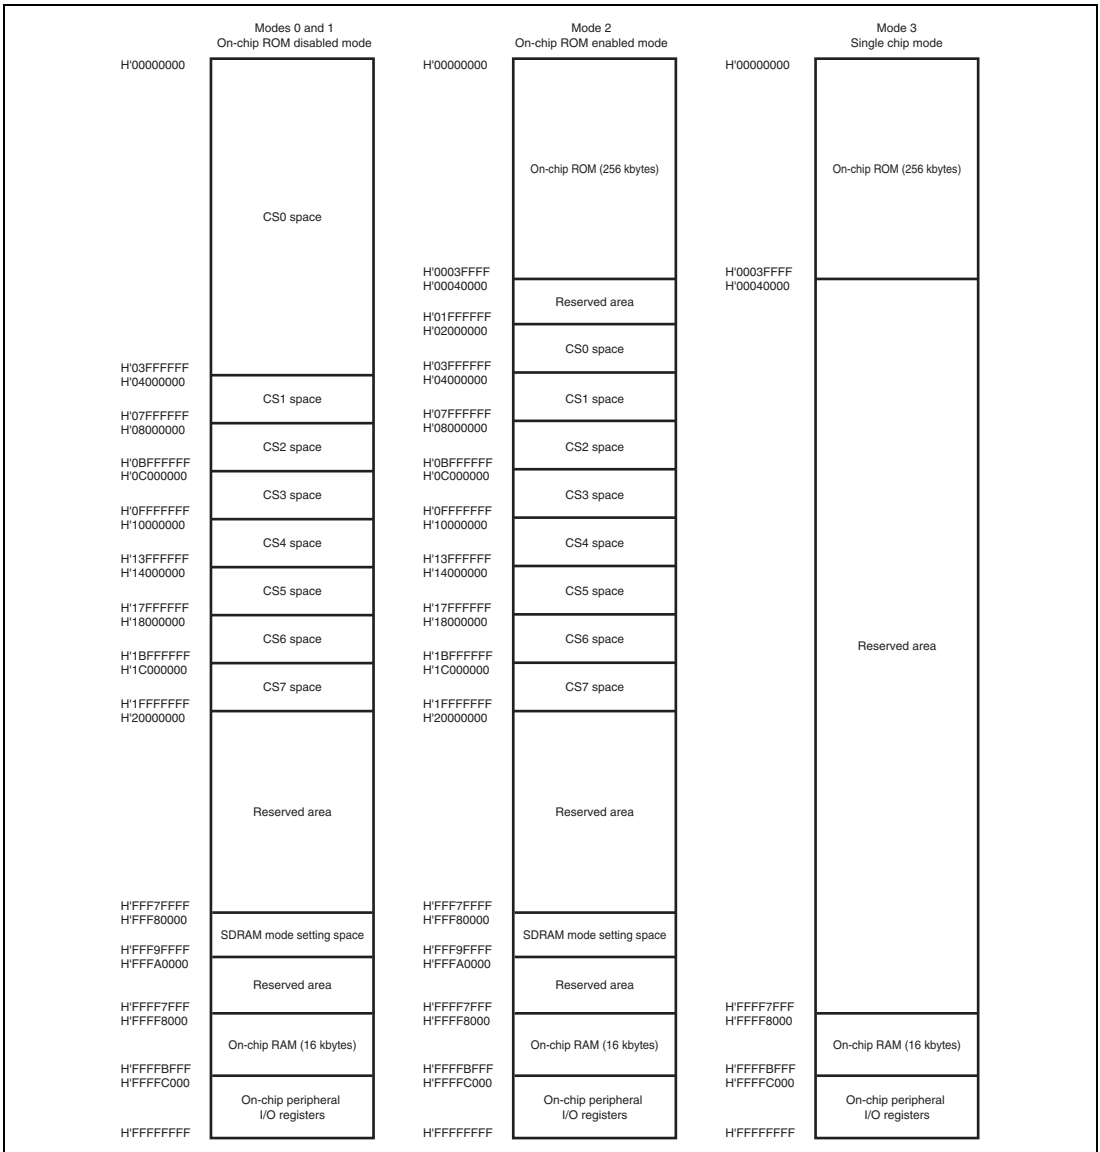 Modes 0 and 1
On-chip ROM disabled mode
H'00000000
CS0 space
H'03FFFFFF
H'04000000
CS1 space
H'07FFFFFF
H'08000000
CS2 space
H'0BFFFFFF
H'0C000000
CS3 space
H'0FFFFFFF
H'10000000
CS4 space
H'13FFFFFF
H'14000000
CS5 space
H'17FFFFFF
H'18000000
CS6 space
H'1BFFFFFF
H'1C000000
CS7 space
H'1FFFFFFF
H'20000000
Reserved area
H'FFF7FFFF
H'FFF80000
SDRAM mode setting space
H'FFF9FFFF
H'FFFA0000
Reserved area
H'FFFF7FFF
H'FFFF8000
On-chip RAM (16 kbytes)
H'FFFFBFFF
H'FFFFC000
On-chip peripheral
I/O registers
H'FFFFFFFF
Mode 2
On-chip ROM enabled mode
H'00000000
On-chip ROM (256 kbytes)
H'0003FFFF
H'00040000
Reserved area
H'01FFFFFF
H'02000000
CS0 space
H'03FFFFFF
H'04000000
CS1 space
H'07FFFFFF
H'08000000
CS2 space
H'0BFFFFFF
H'0C000000
CS3 space
H'0FFFFFFF
H'10000000
CS4 space
H'13FFFFFF
H'14000000
CS5 space
H'17FFFFFF
H'18000000
CS6 space
H'1BFFFFFF
H'1C000000
CS7 space
H'1FFFFFFF
H'20000000
Reserved area
H'FFF7FFFF
H'FFF80000
SDRAM mode setting space
H'FFF9FFFF
H'FFFA0000
Reserved area
H'FFFF7FFF
H'FFFF8000
On-chip RAM (16 kbytes)
H'FFFFBFFF
H'FFFFC000
On-chip peripheral
I/O registers
H'FFFFFFFF
Mode 3
Single chip mode
H'00000000
On-chip ROM (256 kbytes)
H'0003FFFF
H'00040000
Reserved area
H'FFFF7FFF
H'FFFF8000
On-chip RAM (16 kbytes)
H'FFFFBFFF
H'FFFFC000
On-chip peripheral
I/O registers
H'FFFFFFFF